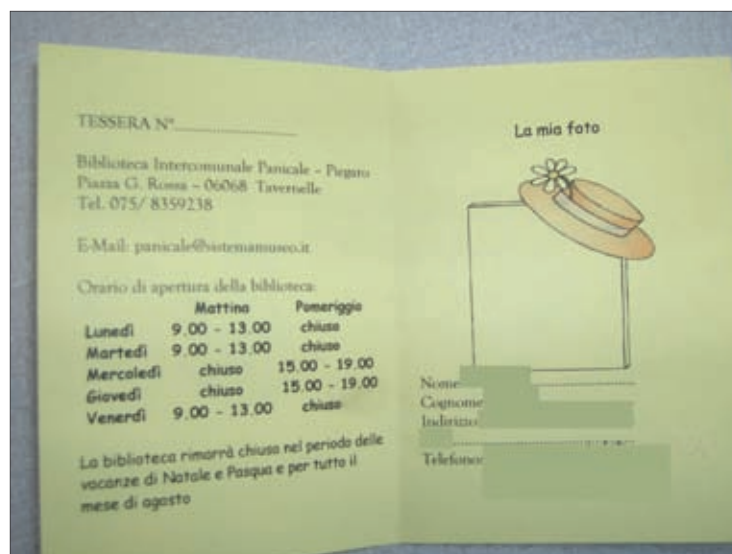 TESSERA N°
Biblioteca Intercomunale Panicale - Piegaro
Piazza G. Rossa - 06068 Tavernelle
Tel. 075/ 8359238
E-Mail: panicale@sistemamuseo.it
Orario di apertura della biblioteca:
Mattina Pomeriggio
Lunedì 9.00 - 13.00 chiuso
Martedì 9.00 - 13.00 chiuso
Mercoledì chiuso 15.00 - 19.00
Giovedì chiuso 15.00 - 19.00
Venerdì 9.00 - 13.00 chiuso
La biblioteca rimarrà chiusa nel periodo delle
vacanze di Natale e Pasqua e per tutto il
mese di agosto
La mia foto
Nome
Cognome
Indirizzo
Telefono: